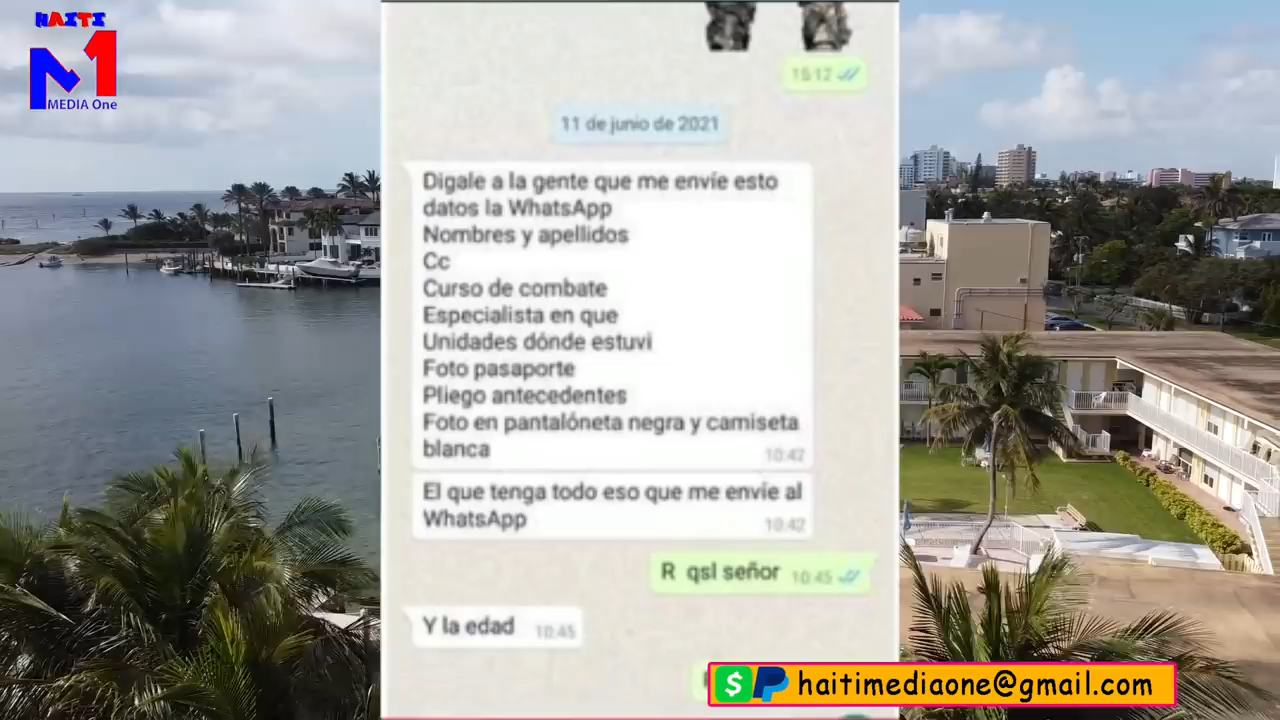 HAITI
M1
MEDIA One
15:12
11 de junio de 2021
Digale a la gente que me envíe esto
datos la WhatsApp
Nombres y apellidos
Cc
Curso de combate
Especialista en que
Unidades dónde estuvi
Foto pasaporte
Pliego antecedentes
Foto en pantalóneta negra y camiseta
blanca
10:42
El que tenga todo eso que me envíe al
WhatsApp
10:42
R qsl señor
10:45
Y la edad
10:45
$ P haitimediaone@gmail.com